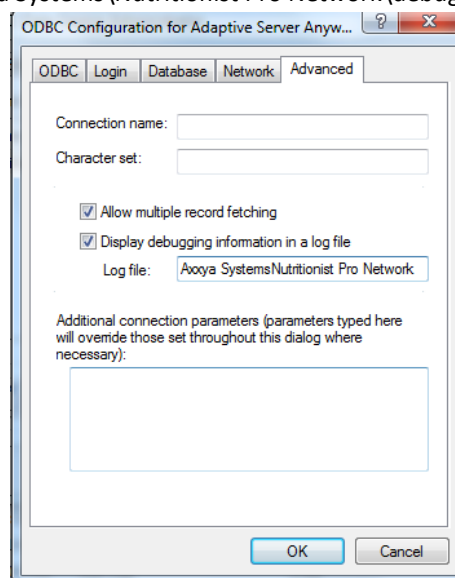 Systems\Nutritionist Pro Network\debug
ODBC Configuration for Adaptive Server Anyw...
ODBC Login Database Network Advanced
Connection name:
Character set:
Allow multiple record fetching
Display debugging information in a log file
Log file: Axxya SystemsNutritionist Pro Network
Additional connection parameters (parameters typed here
will override those set throughout this dialog where
necessary):
OK Cancel